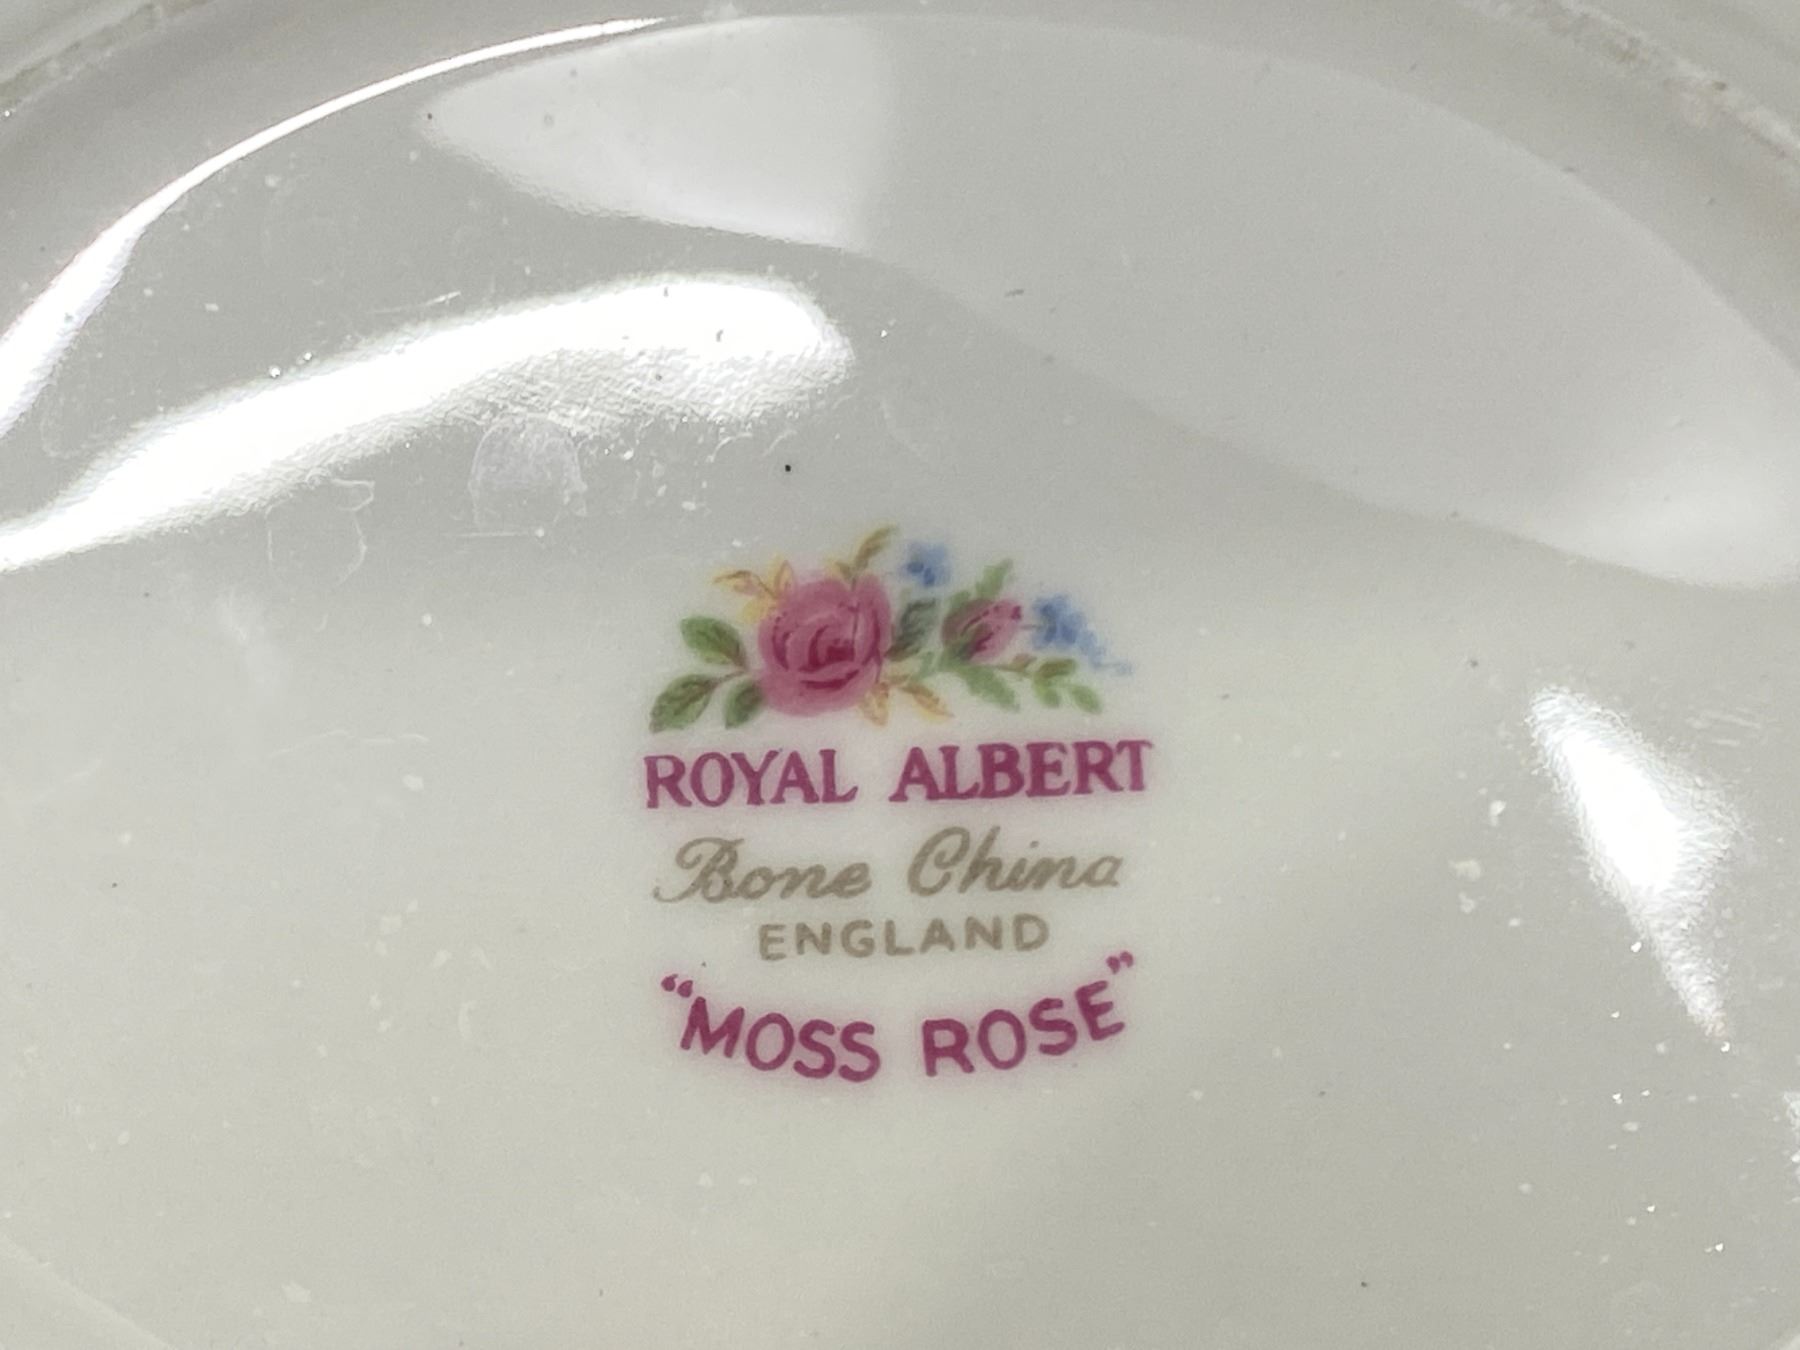 ROYAL ALBERT
Bone China
ENGLAND
“MOSS ROSE”